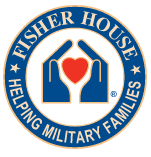 FISHER HOUSE
®
HELPING MILITARY FAMILIES